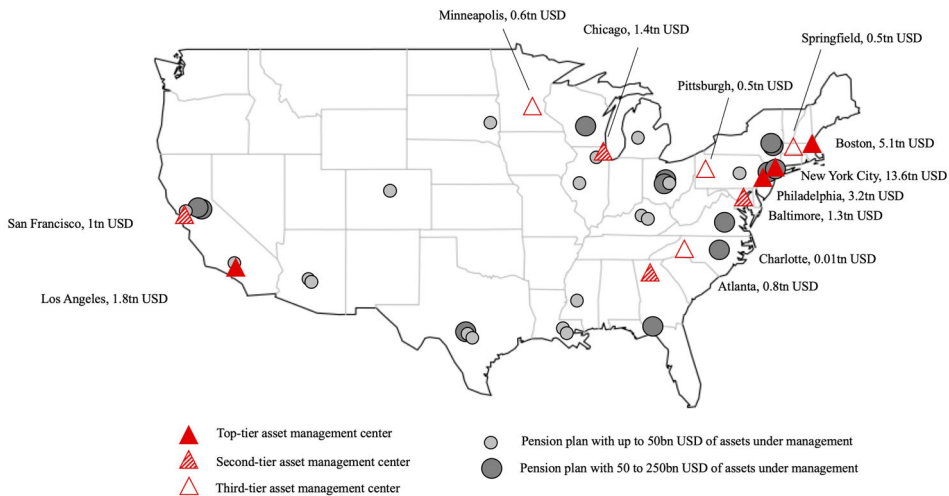 Minneapolis, 0.6tn USD
Chicago, 1.4tn USD
Springfield, 0.5tn USD
Pittsburgh, 0.5tn USD
Boston, 5.1tn USD
New York City, 13.6tn USD
Philadelphia, 3.2tn USD
Baltimore, 1.3tn USD
San Francisco, 1tn USD
Charlotte, 0.01tn USD
Atlanta, 0.8tn USD
Los Angeles, 1.8tn USD
Top-tier asset management center
Second-tier asset management center
Third-tier asset management center
Pension plan with up to 50bn USD of assets under management
Pension plan with 50 to 250bn USD of assets under management